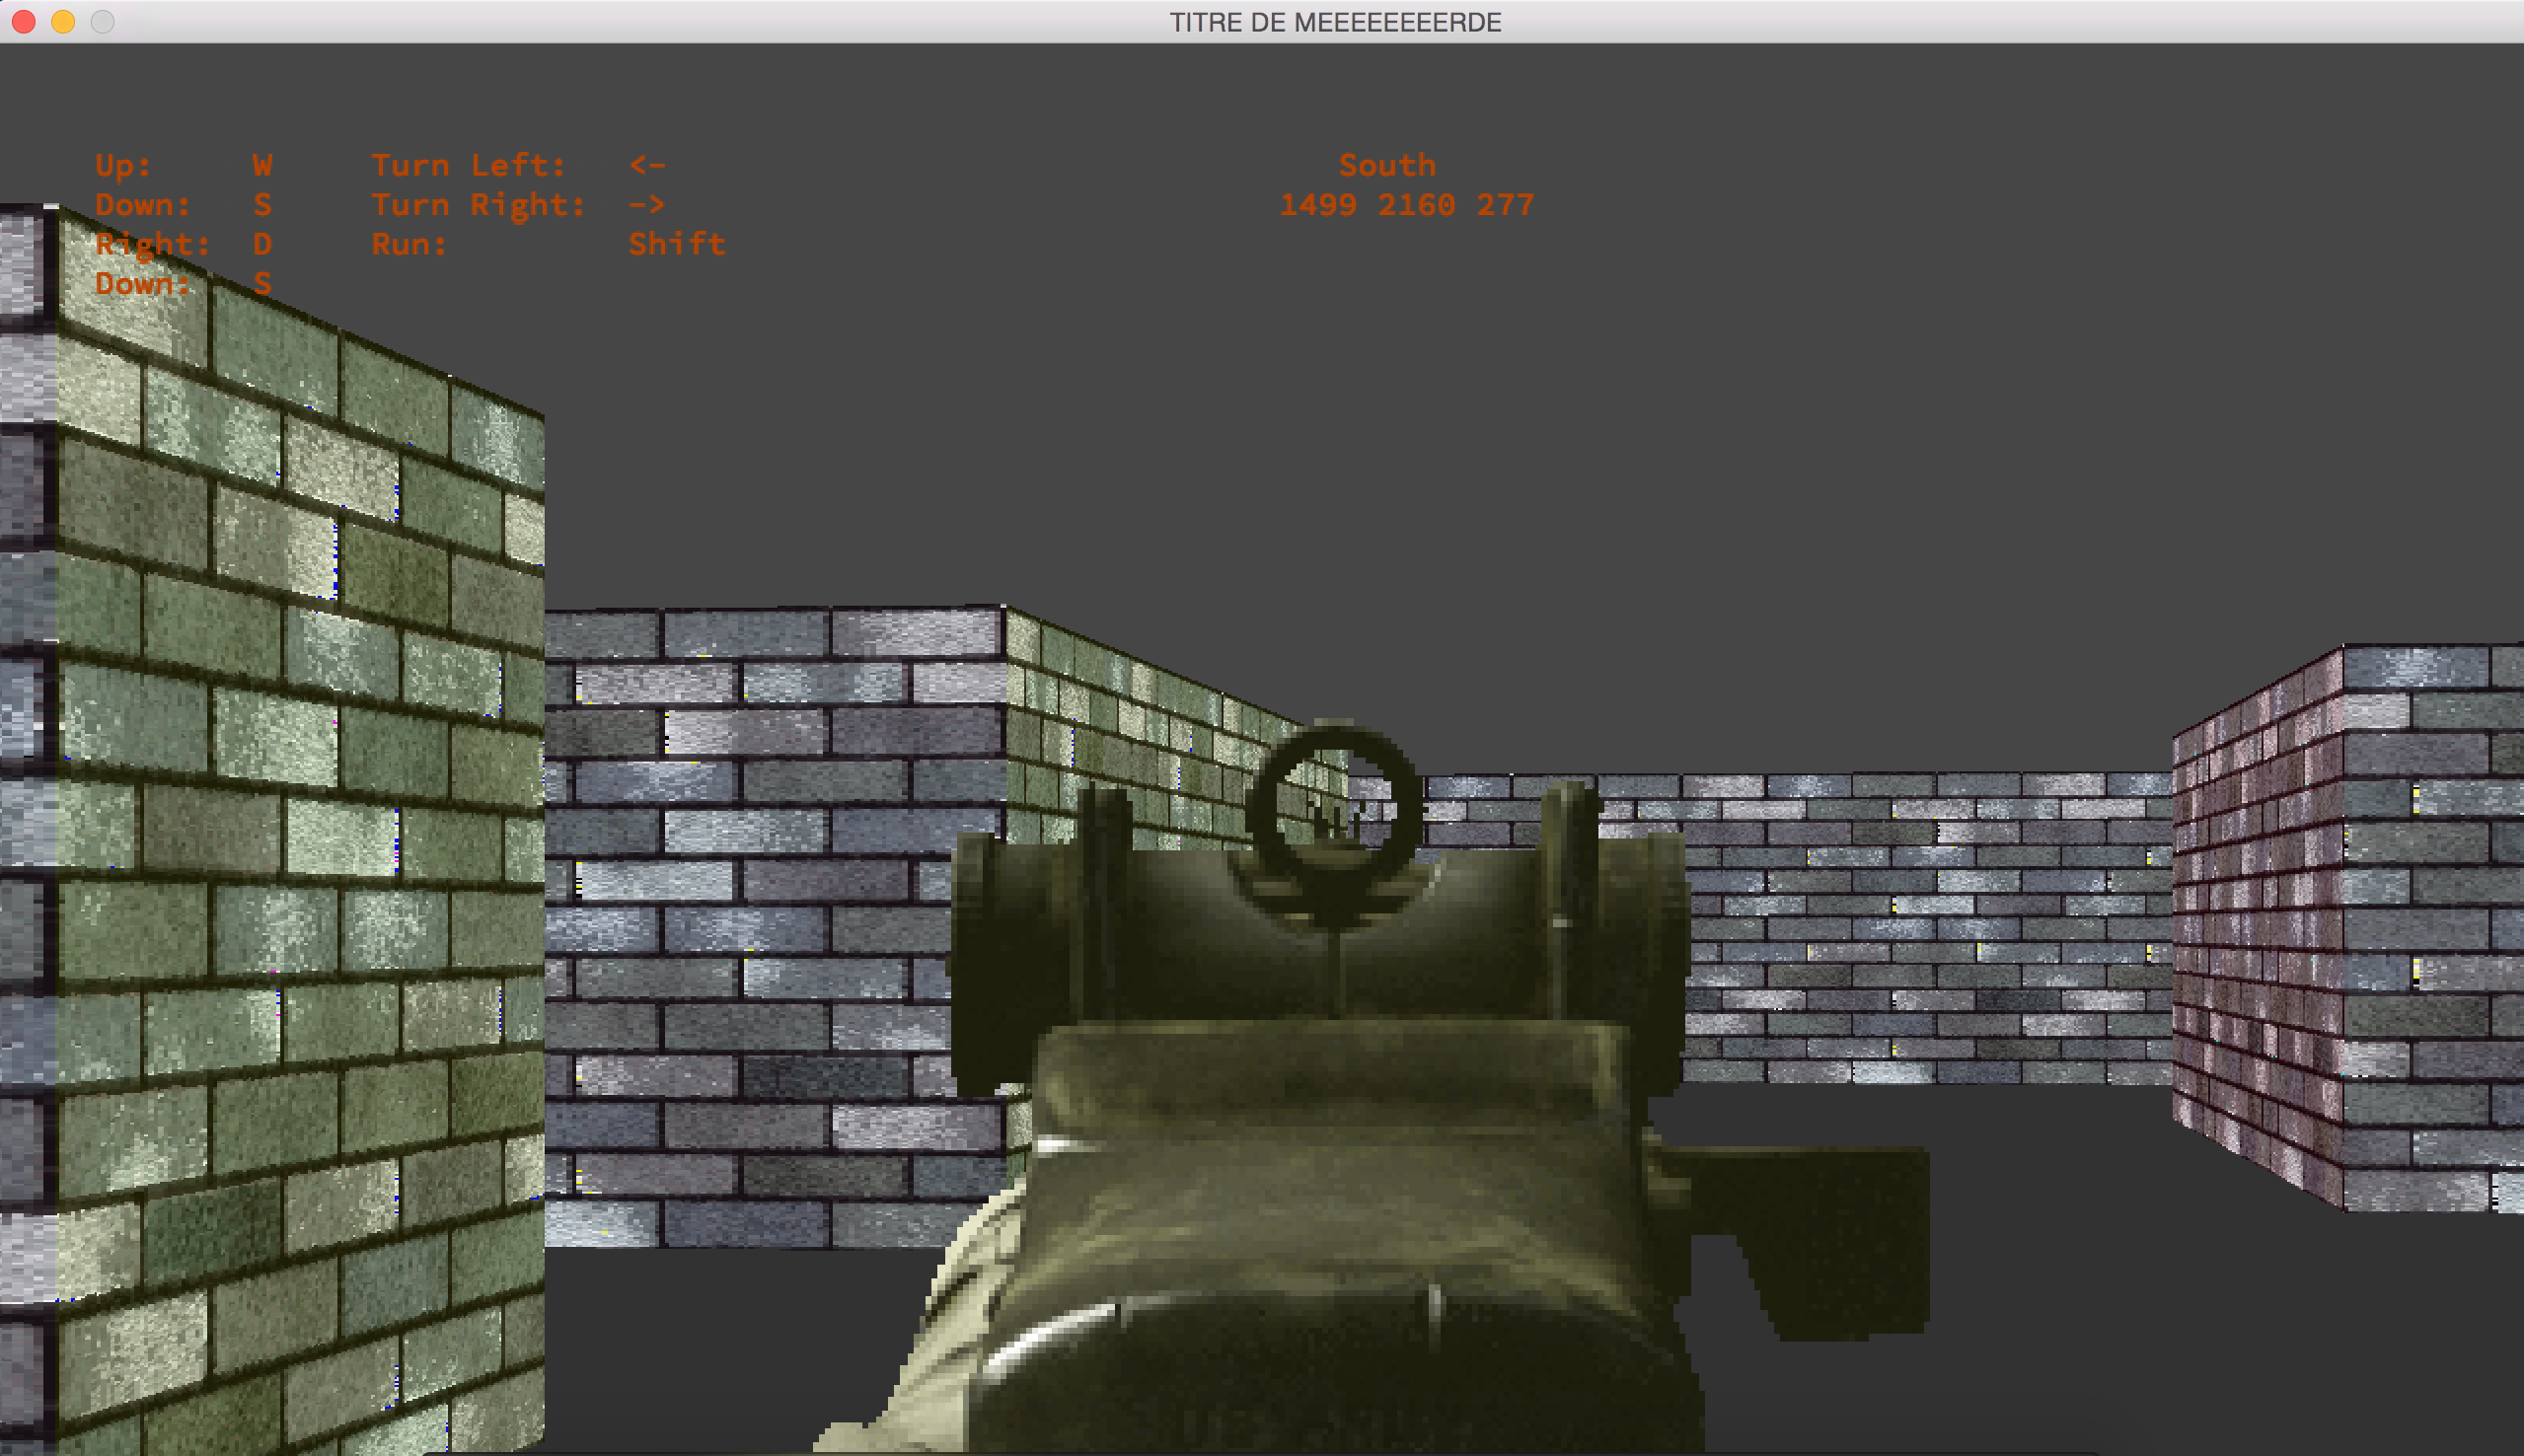 TITRE DE MEEEEEEEERDE
Up: W Turn Left: <- South
Down: S Turn Right: -> 1499 2160 277
Right: D Run: Shift
Down: S